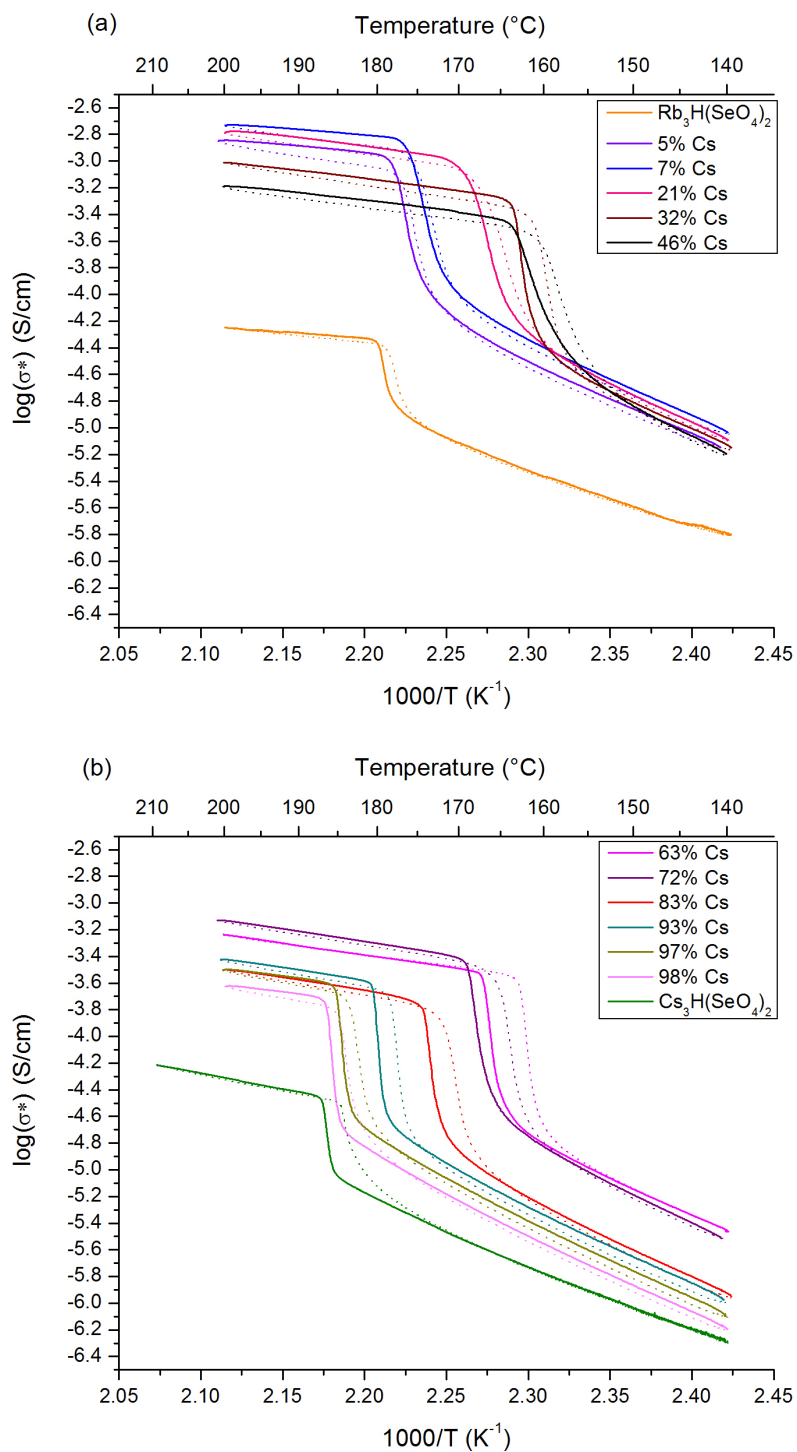 (a)
Temperature (°C)
210 200 190 180 170 160 150 140
-2.6
-2.8
-3.0
-3.2
-3.4
-3.6
-3.8
-4.0
-4.2
-4.4
-4.6
-4.8
-5.0
-5.2
-5.4
-5.6
-5.8
-6.0
-6.2
-6.4
log(σ*) (S/cm)
Rb3H(SeO4)2
5% Cs
7% Cs
21% Cs
32% Cs
46% Cs
2.05 2.10 2.15 2.20 2.25 2.30 2.35 2.40 2.45
1000/T (K-1)
(b)
Temperature (°C)
210 200 190 180 170 160 150 140
-2.6
-2.8
-3.0
-3.2
-3.4
-3.6
-3.8
-4.0
-4.2
-4.4
-4.6
-4.8
-5.0
-5.2
-5.4
-5.6
-5.8
-6.0
-6.2
-6.4
log(σ*) (S/cm)
63% Cs
72% Cs
83% Cs
93% Cs
97% Cs
98% Cs
Cs3H(SeO4)2
2.05 2.10 2.15 2.20 2.25 2.30 2.35 2.40 2.45
1000/T (K-1)